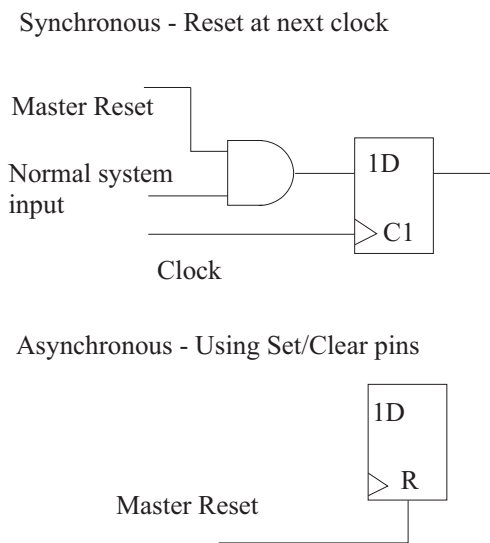 Synchronous - Reset at next clock
Master Reset
Normal system
input
1D
C1
Clock
Asynchronous - Using Set/Clear pins
1D
R
Master Reset